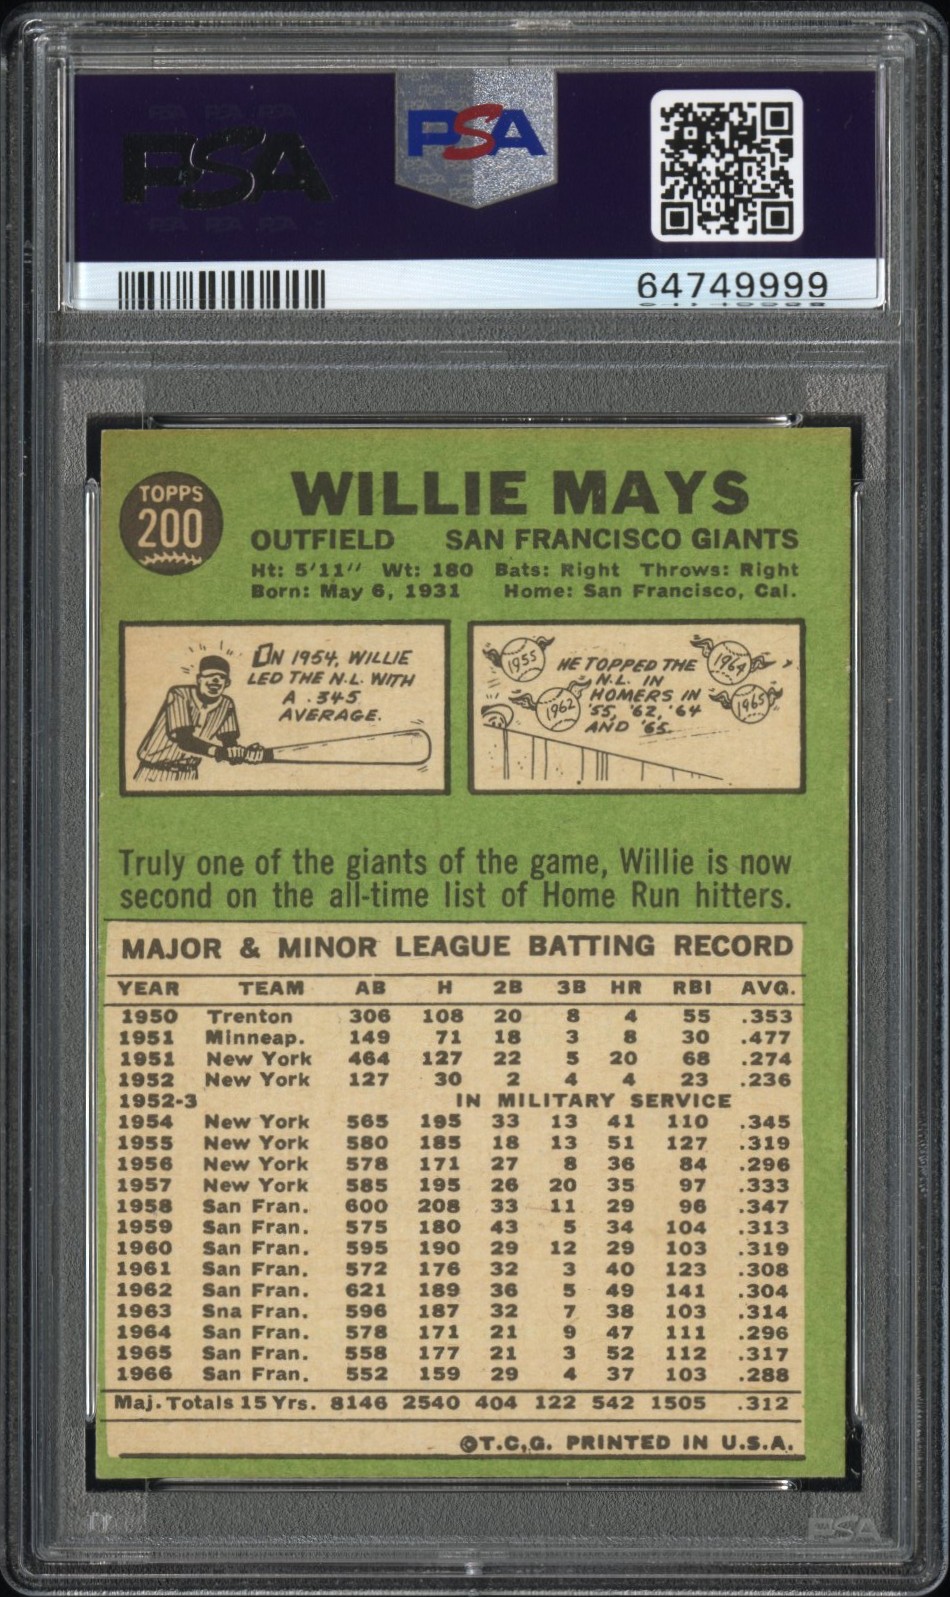 PSA
PSA
64749999
TOPPS
200
WILLIE MAYS
OUTFIELD SAN FRANCISCO GIANTS
Ht: 5'11" Wt: 180 Bats: Right Throws: Right
Born: May 6, 1931 Home: San Francisco, Cal.
ON 1954, WILLIE
LED THE N.L. WITH
A .345
AVERAGE.
1955
1962
1964
1965
HE TOPPED THE
N.L. IN
HOMERS IN
'55, '62, '64
AND '65.
Truly one of the giants of the game, Willie is now
second on the all-time list of Home Run hitters.
MAJOR & MINOR LEAGUE BATTING RECORD
YEAR TEAM AB H 2B 3B HR RBI AVG.
1950 Trenton 306 108 20 8 4 55 .353
1951 Minneap. 149 71 18 3 8 30 .477
1951 New York 464 127 22 5 20 68 .274
1952 New York 127 30 2 4 4 23 .236
1952-3 IN MILITARY SERVICE
1954 New York 565 195 33 13 41 110 .345
1955 New York 580 185 18 13 51 127 .319
1956 New York 578 171 27 8 36 84 .296
1957 New York 585 195 26 20 35 97 .333
1958 San Fran. 600 208 33 11 29 96 .347
1959 San Fran. 575 180 43 5 34 104 .313
1960 San Fran. 595 190 29 12 29 103 .319
1961 San Fran. 572 176 32 3 40 123 .308
1962 San Fran. 621 189 36 5 49 141 .304
1963 Sna Fran. 596 187 32 7 38 103 .314
1964 San Fran. 578 171 21 9 47 111 .296
1965 San Fran. 558 177 21 3 52 112 .317
1966 San Fran. 552 159 29 4 37 103 .288
Maj. Totals 15 Yrs. 8146 2540 404 122 542 1505 .312
©T.C.G. PRINTED IN U.S.A.
PSA